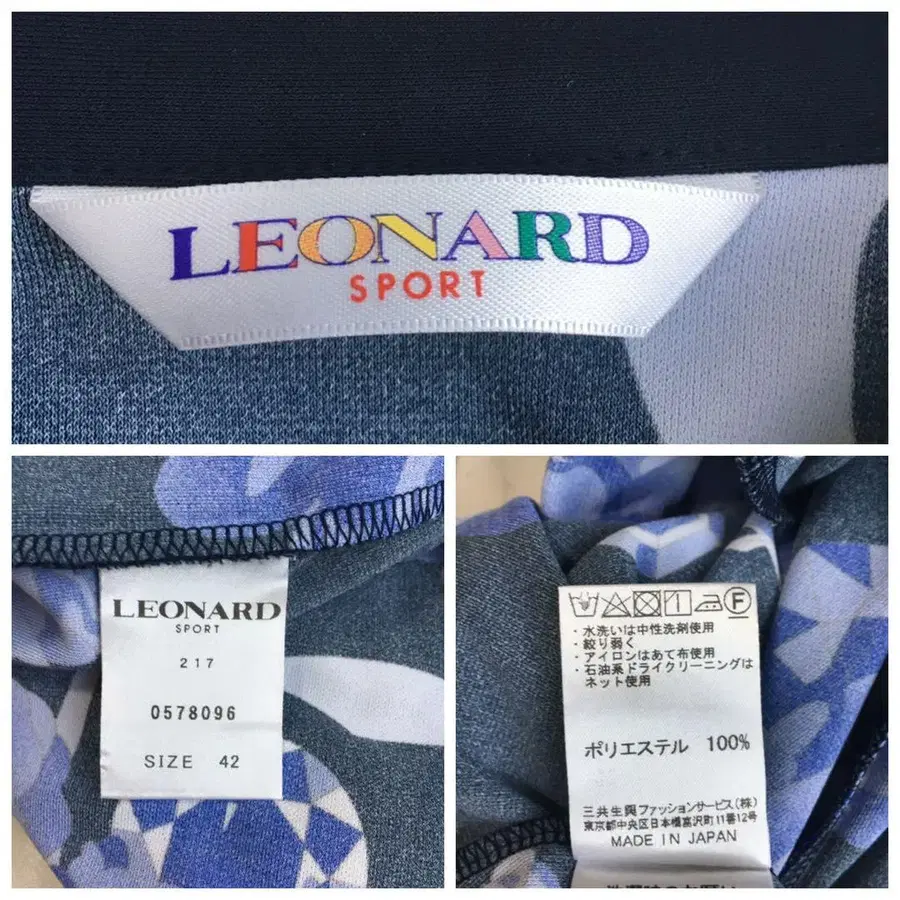 LEONARD
SPORT
LEONARD
SPORT
217
0578096
SIZE 42
F
・水洗いは中性洗剤使用
・絞り弱く
・アイロンはあて布使用
・石油系ドライクリーニングは
ネット使用
ポリエステル 100%
三共生興ファッションサービス(株)
東京都中央区日本橋富沢町11番12号
MADE IN JAPAN